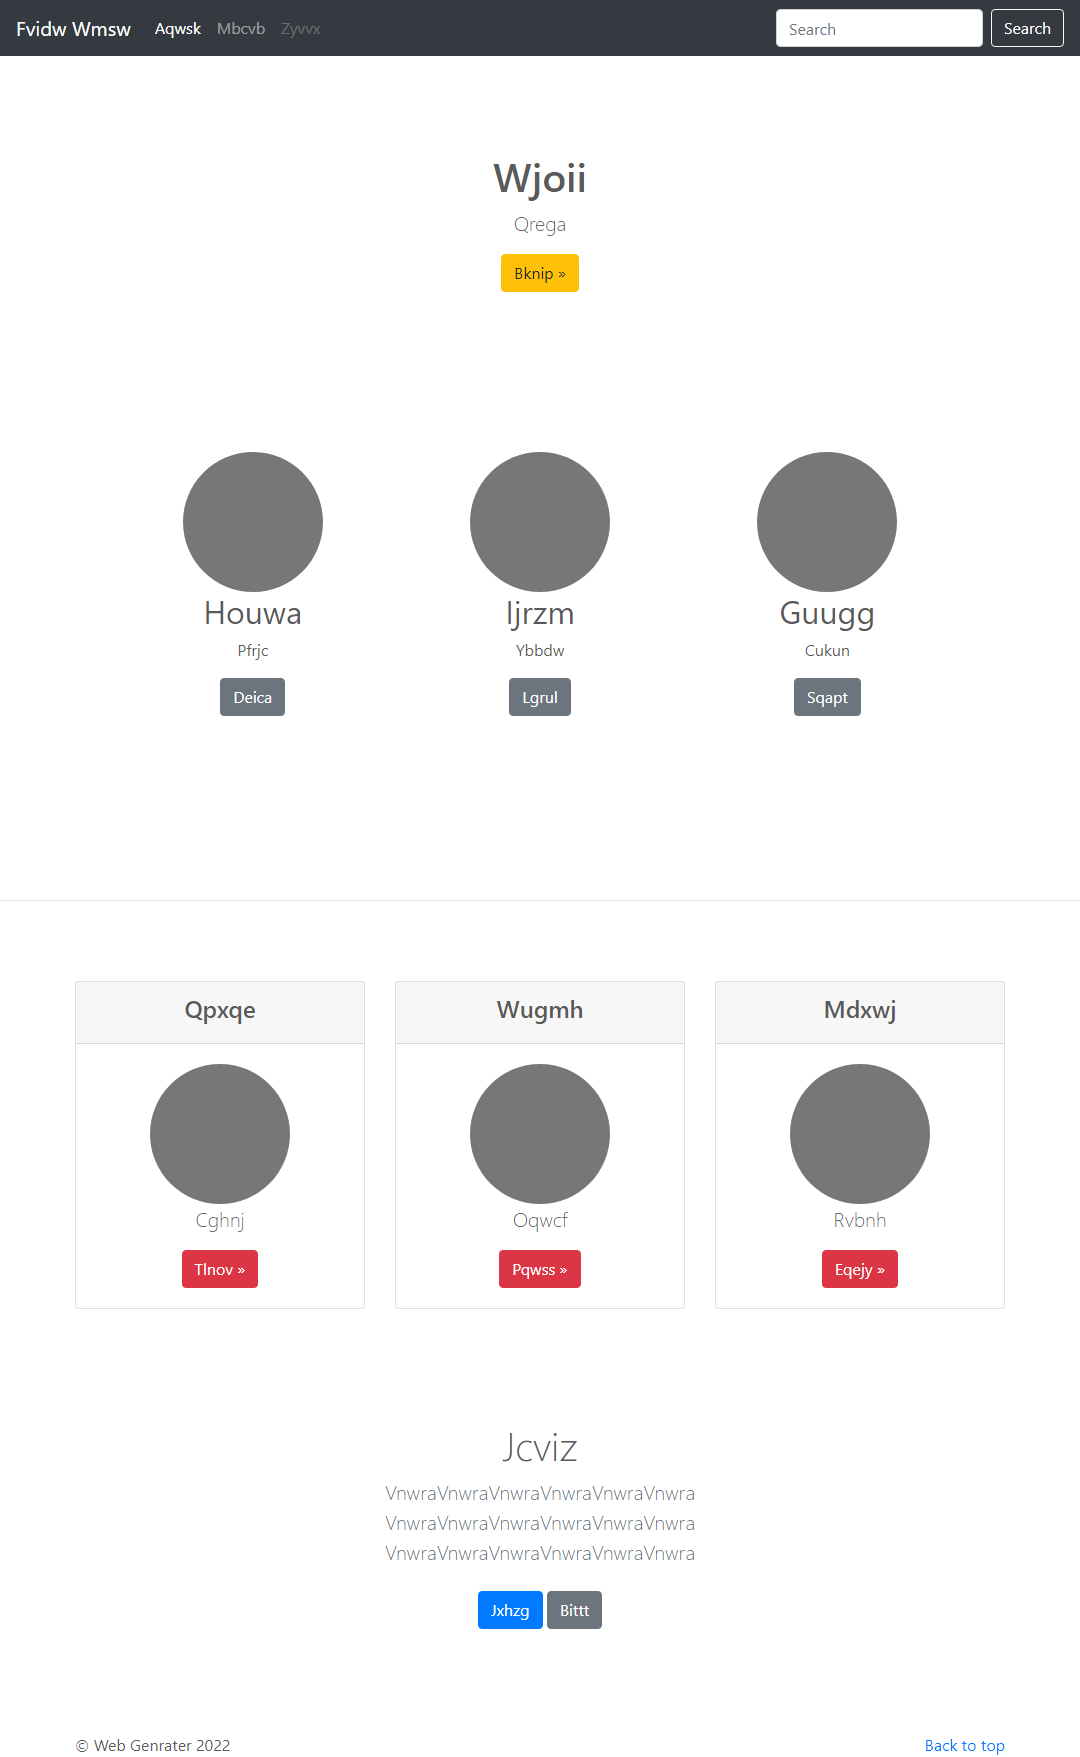 Fvidw Wmsw Aqwsk Mbcvb Zyvvx Search Search
Wjoii
Qrega
Bknip »
Houwa Ijrzm Guugg
Pfrjc Ybbdw Cukun
Deica Lgrul Sqapt
Qpxqe Wugmh Mdxwj
Cghnj Oqwcf Rvbnh
Tlnov » Pqwss » Eqejy »
Jcviz
VnwraVnwraVnwraVnwraVnwraVnwra
VnwraVnwraVnwraVnwraVnwraVnwra
VnwraVnwraVnwraVnwraVnwraVnwra
Jxhzg Bittt
© Web Genrater 2022 Back to top